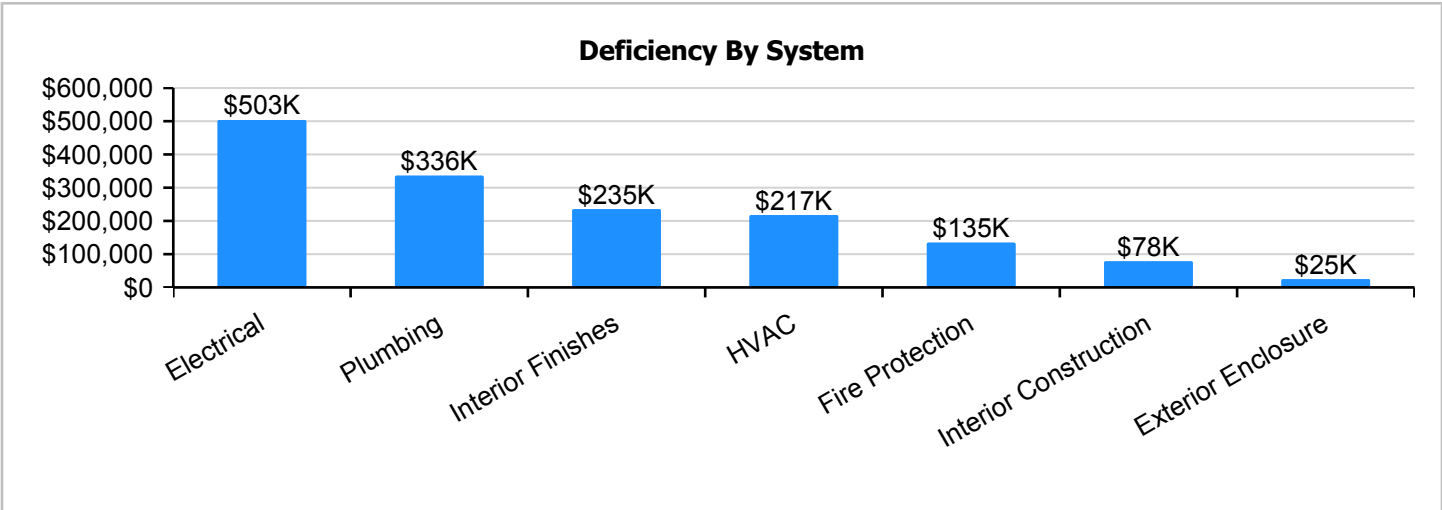 Deficiency By System
$600,000
$500,000
$400,000
$300,000
$200,000
$100,000
$0
$503K
$336K
$235K
$217K
$135K
$78K
$25K
Electrical
Plumbing
Interior Finishes
HVAC
Fire Protection
Interior Construction
Exterior Enclosure